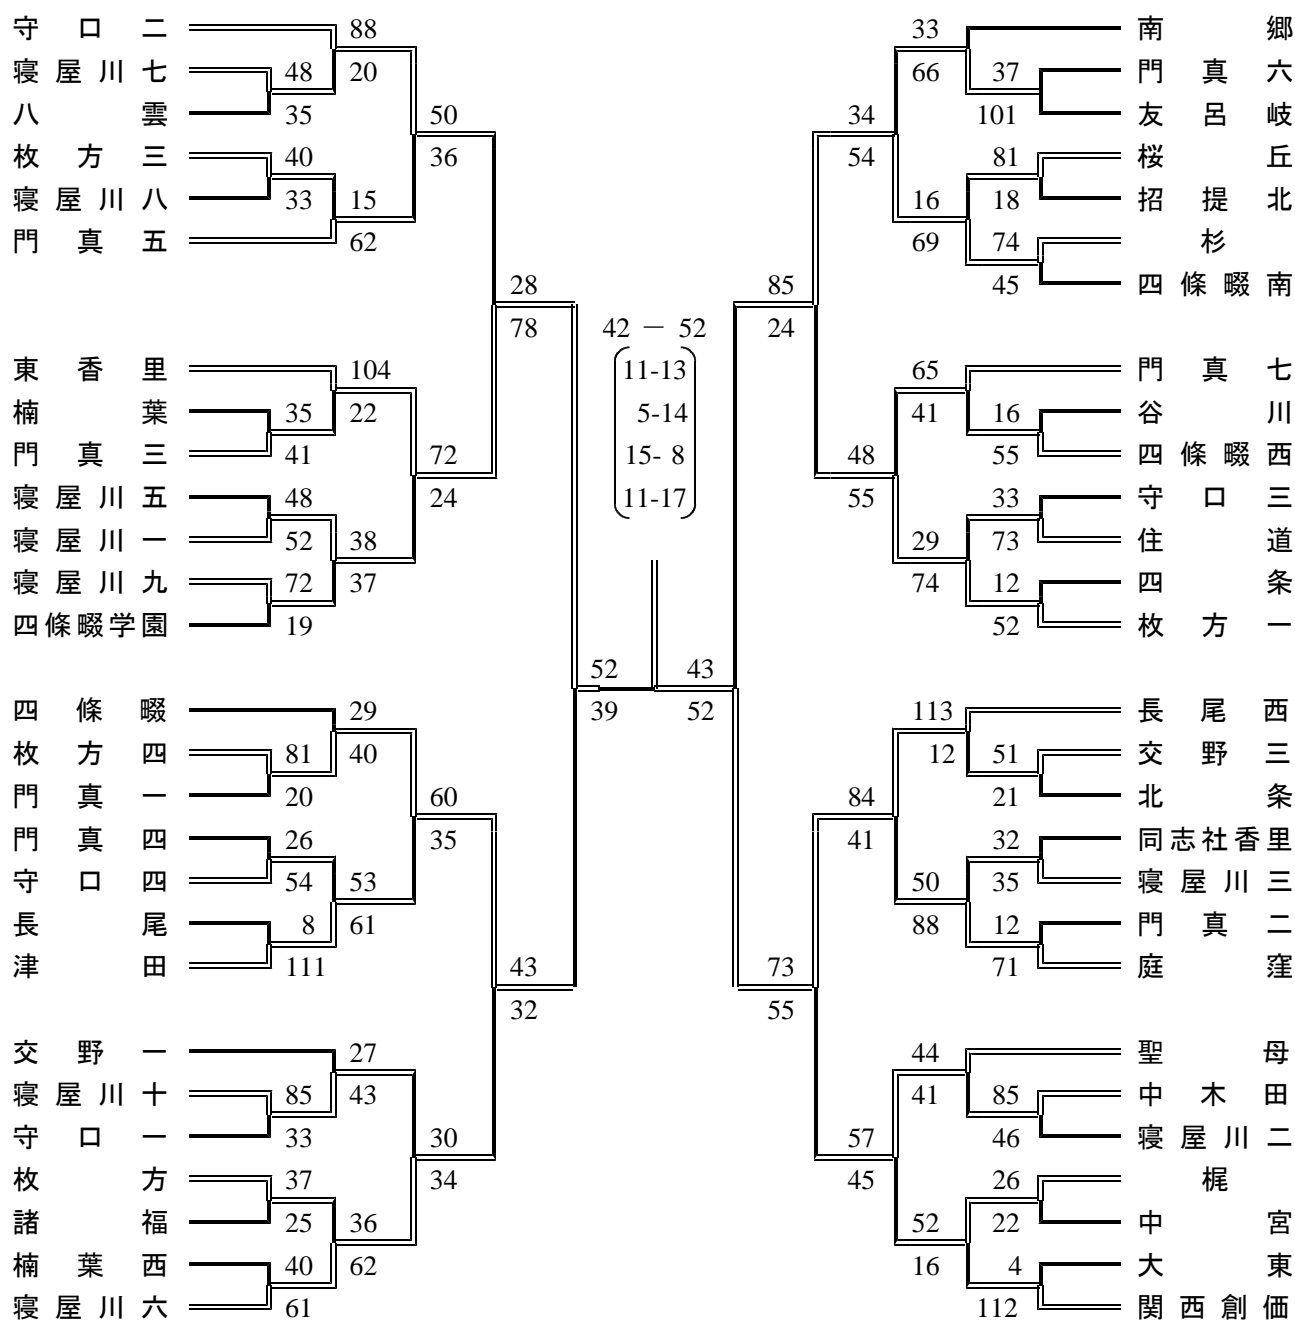 守口二 88 33 南郷
寝屋川七 48 20 66 37 門真六
八雲 35 50 34 101 友呂岐
枚方三 40 36 54 81 桜丘
寝屋川八 33 15 16 18 招提北
門真五 62 69 74 杉
28 85 45 四條畷南
78 42 － 52 24
東香里 104 11-13 65 門真七
楠葉 35 22 5-14 41 16 谷川
門真三 41 72 15- 8 48 55 四條畷西
寝屋川五 48 24 11-17 55 33 守口三
寝屋川一 52 38 29 73 住道
寝屋川九 72 37 74 12 四条
四條畷学園 19 52 枚方一
52 43
四條畷 29 39 52 113 長尾西
枚方四 81 40 12 51 交野三
門真一 20 60 84 21 北条
門真四 26 35 41 32 同志社香里
守口四 54 53 50 35 寝屋川三
長尾 8 61 88 12 門真二
津田 111 43 73 71 庭窪
32 55
交野一 27 44 聖母
寝屋川十 85 43 41 85 中木田
守口一 33 30 57 46 寝屋川二
枚方 37 34 45 26 梶
諸福 25 36 52 22 中宮
楠葉西 40 62 16 4 大東
寝屋川六 61 112 関西創価